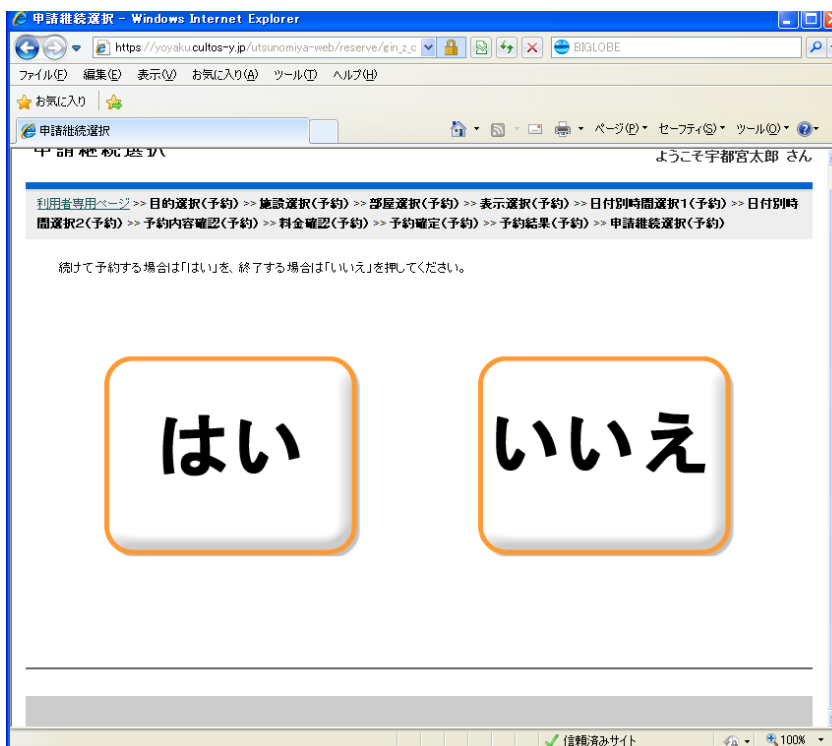 申請継続選択 - Windows Internet Explorer
https://yoyaku.cultos-y.jp/utsunomiya-web/reserve/gin_z_c
BIGLOBE
ファイル(F) 編集(E) 表示(V) お気に入り(A) ツール(T) ヘルプ(H)
お気に入り
申請継続選択
ページ(P) セーフティ(S) ツール(O)
申請継続選択
ようこそ宇都宮太郎 さん
利用者専用ページ >> 目的選択(予約) >> 施設選択(予約) >> 部屋選択(予約) >> 表示選択(予約) >> 日付別時間選択1(予約) >> 日付別時
間選択2(予約) >> 予約内容確認(予約) >> 料金確認(予約) >> 予約確定(予約) >> 予約結果(予約) >> 申請継続選択(予約)
続けて予約する場合は「はい」を、終了する場合は「いいえ」を押してください。
はい
いいえ
信頼済みサイト
100%